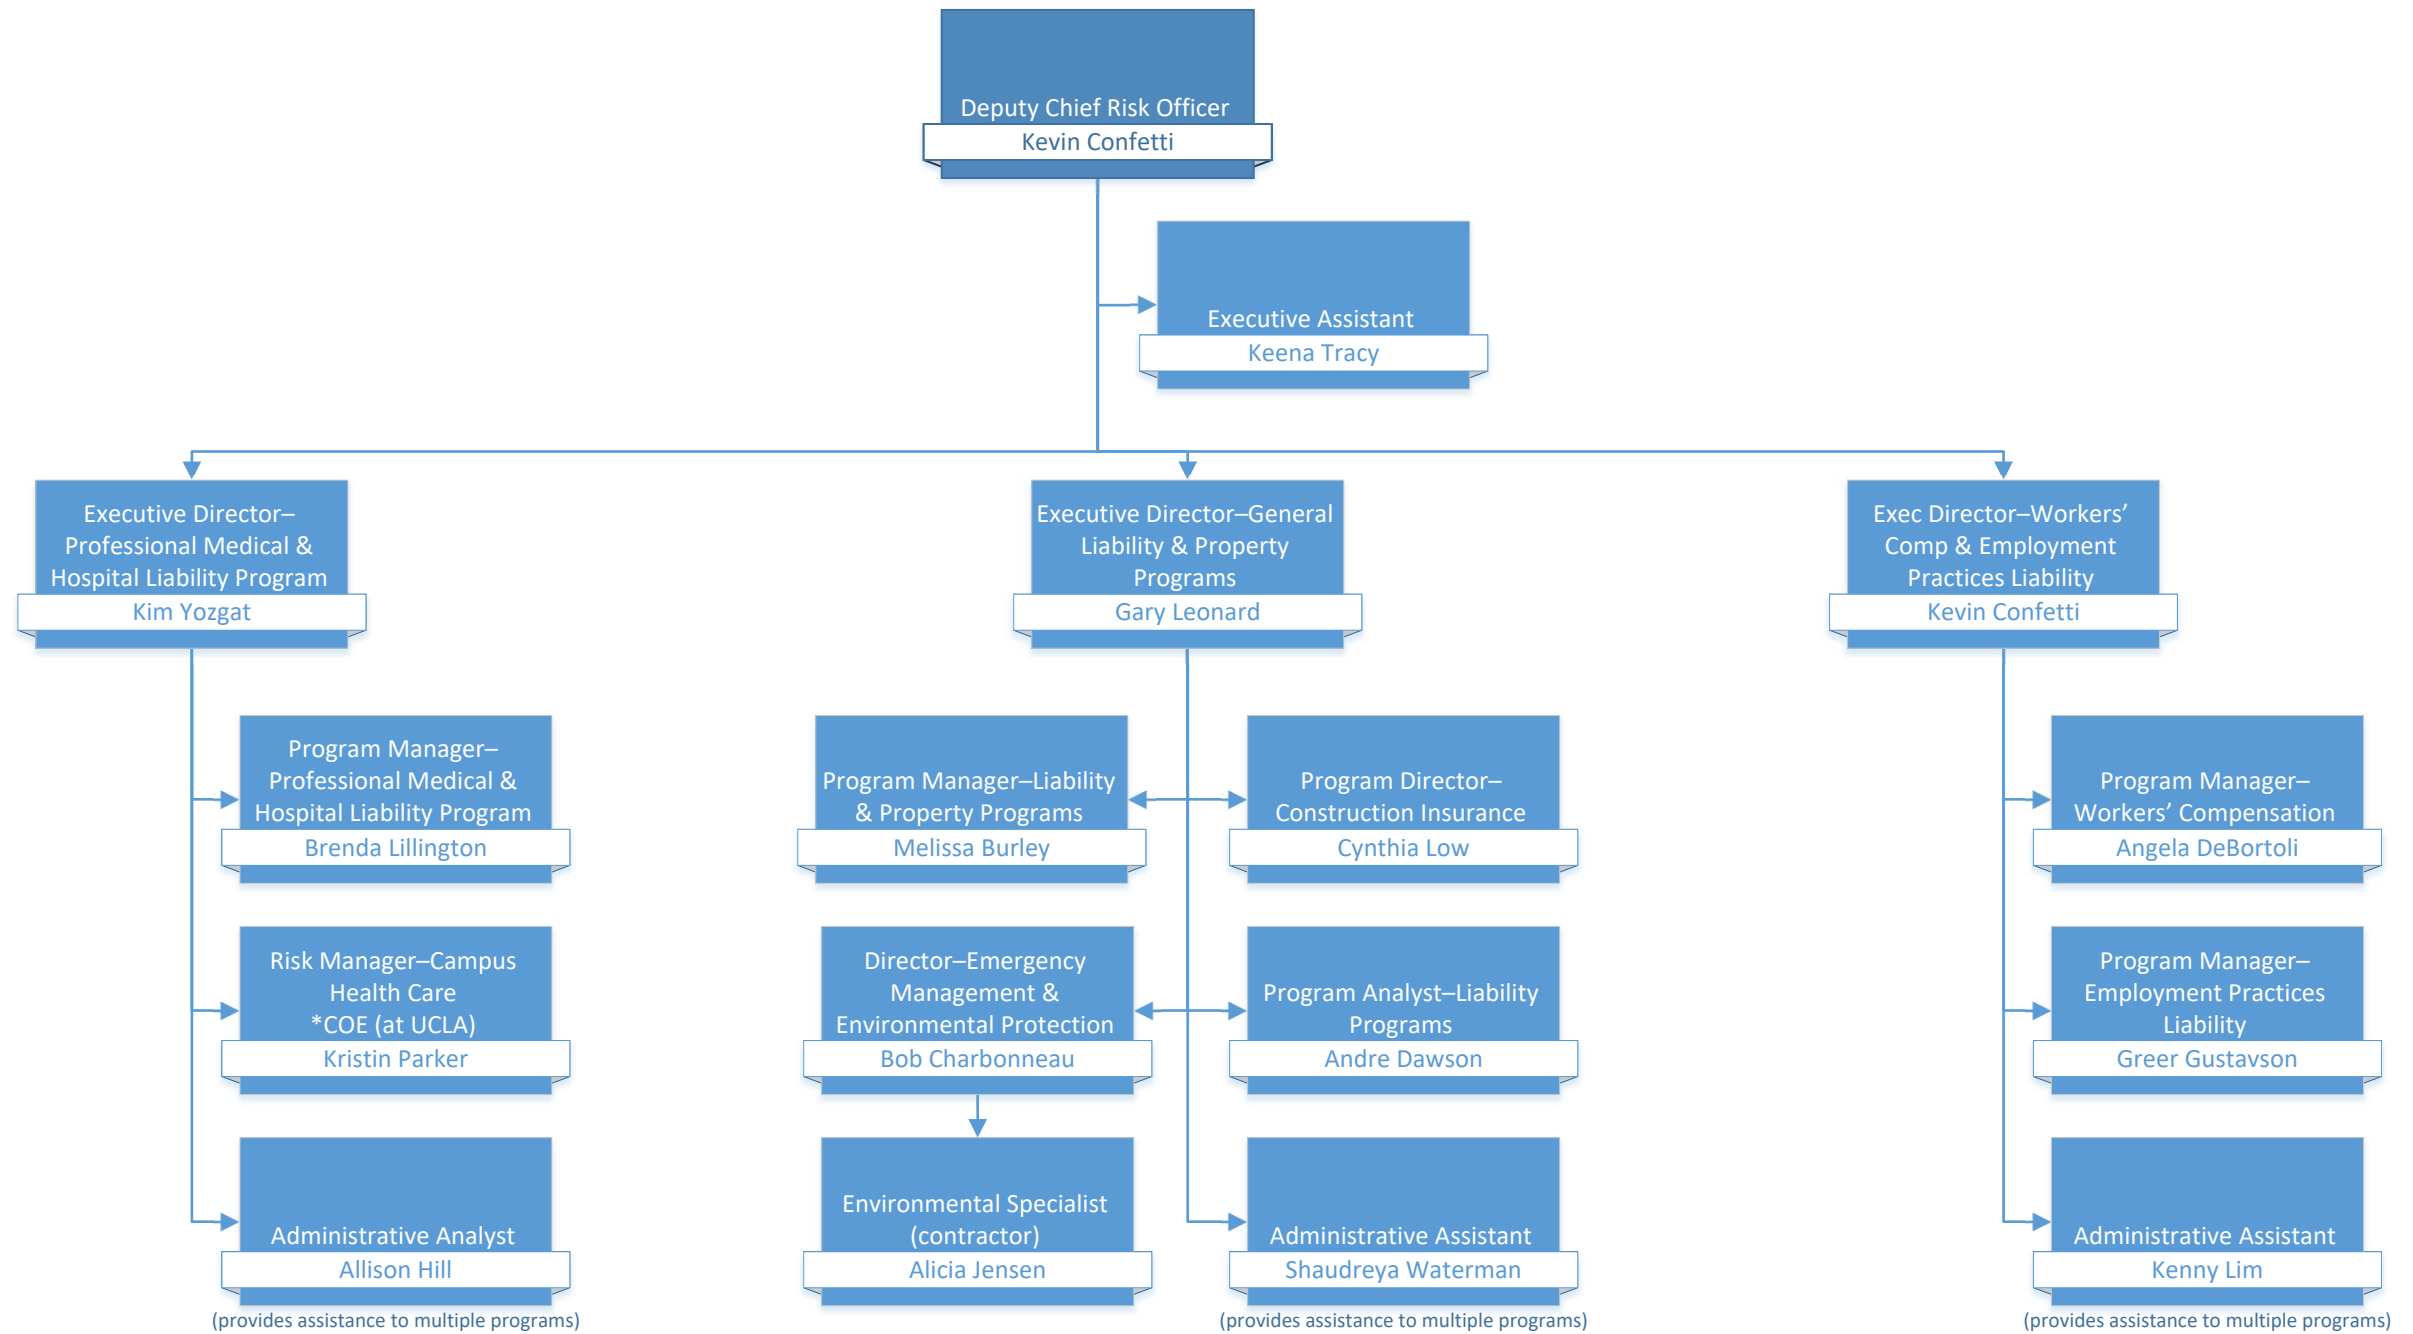 Deputy Chief Risk Officer
Kevin Confetti
Executive Assistant
Keena Tracy
Executive Director–
Professional Medical &
Hospital Liability Program
Kim Yozgat
Executive Director–General
Liability & Property
Programs
Gary Leonard
Exec Director–Workers’
Comp & Employment
Practices Liability
Kevin Confetti
Program Manager–
Professional Medical &
Hospital Liability Program
Brenda Lillington
Program Manager–Liability
& Property Programs
Melissa Burley
Program Director–
Construction Insurance
Cynthia Low
Program Manager–
Workers’ Compensation
Angela DeBortoli
Risk Manager–Campus
Health Care
*COE (at UCLA)
Kristin Parker
Director–Emergency
Management &
Environmental Protection
Bob Charbonneau
Program Analyst–Liability
Programs
Andre Dawson
Program Manager–
Employment Practices
Liability
Greer Gustavson
Administrative Analyst
Allison Hill
(provides assistance to multiple programs)
Environmental Specialist
(contractor)
Alicia Jensen
Administrative Assistant
Shaudreya Waterman
(provides assistance to multiple programs)
Administrative Assistant
Kenny Lim
(provides assistance to multiple programs)